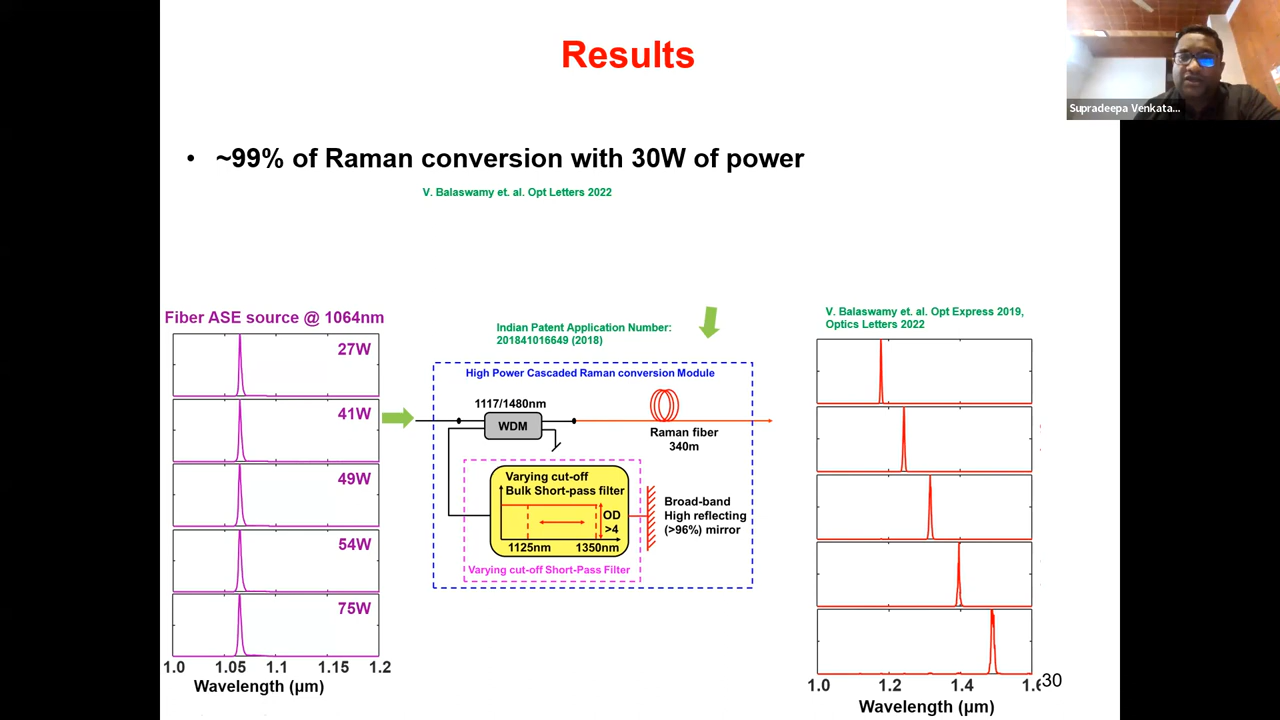 Results
Supradeepa Venkata...
• ~99% of Raman conversion with 30W of power
V. Balaswamy et. al. Opt Letters 2022
Fiber ASE source @ 1064nm
27W
41W
49W
54W
75W
1.0 1.05 1.1 1.15 1.2
Wavelength (µm)
Indian Patent Application Number:
201841016649 (2018)
High Power Cascaded Raman conversion Module
1117/1480nm
WDM
Raman fiber
340m
Varying cut-off
Bulk Short-pass filter
OD
>4
1125nm 1350nm
Varying cut-off Short-Pass Filter
Broad-band
High reflecting
(>96%) mirror
V. Balaswamy et. al. Opt Express 2019,
Optics Letters 2022
1.0 1.2 1.4 1.6
Wavelength (µm)
30